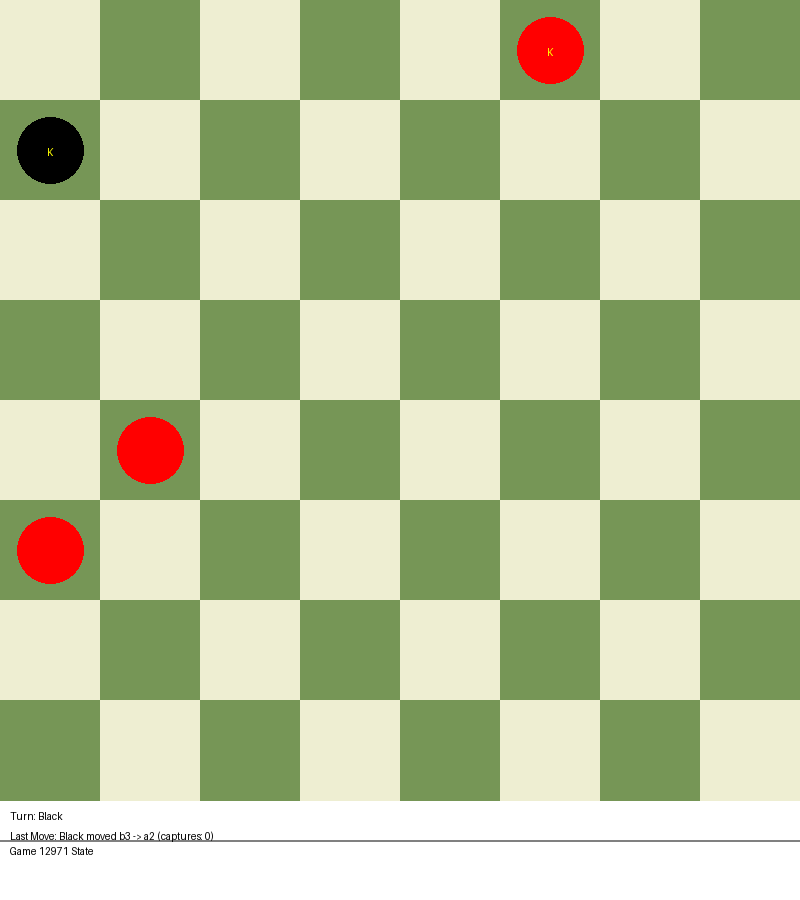 K
K
Turn: Black
Last Move: Black moved b3 -> a2 (captures: 0)
Game 12971 State